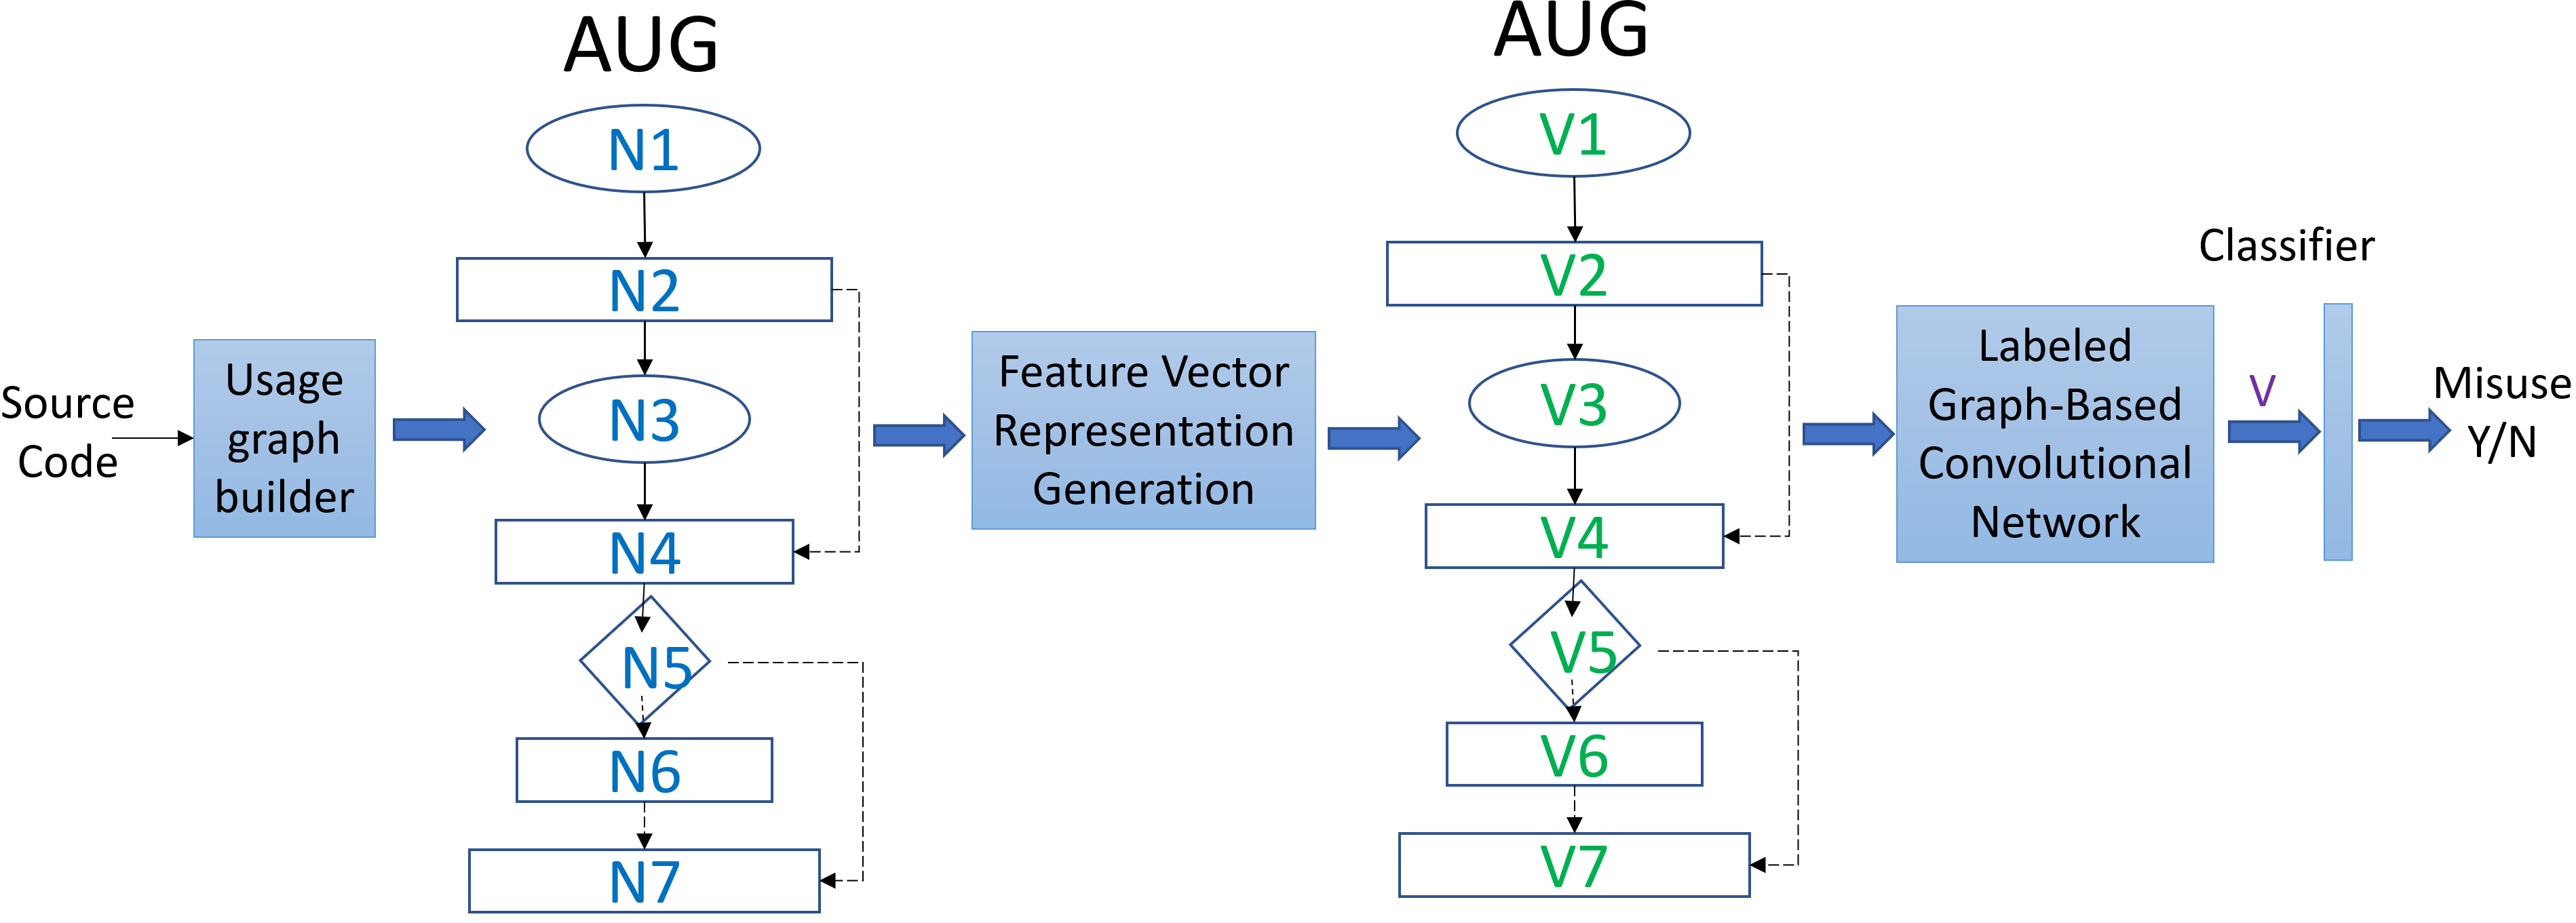 Source
Code
Usage
graph
builder
AUG
N1
N2
N3
N4
N5
N6
N7
Feature Vector
Representation
Generation
AUG
V1
V2
V3
V4
V5
V6
V7
Labeled
Graph-Based
Convolutional
Network
V
Classifier
Misuse
Y/N